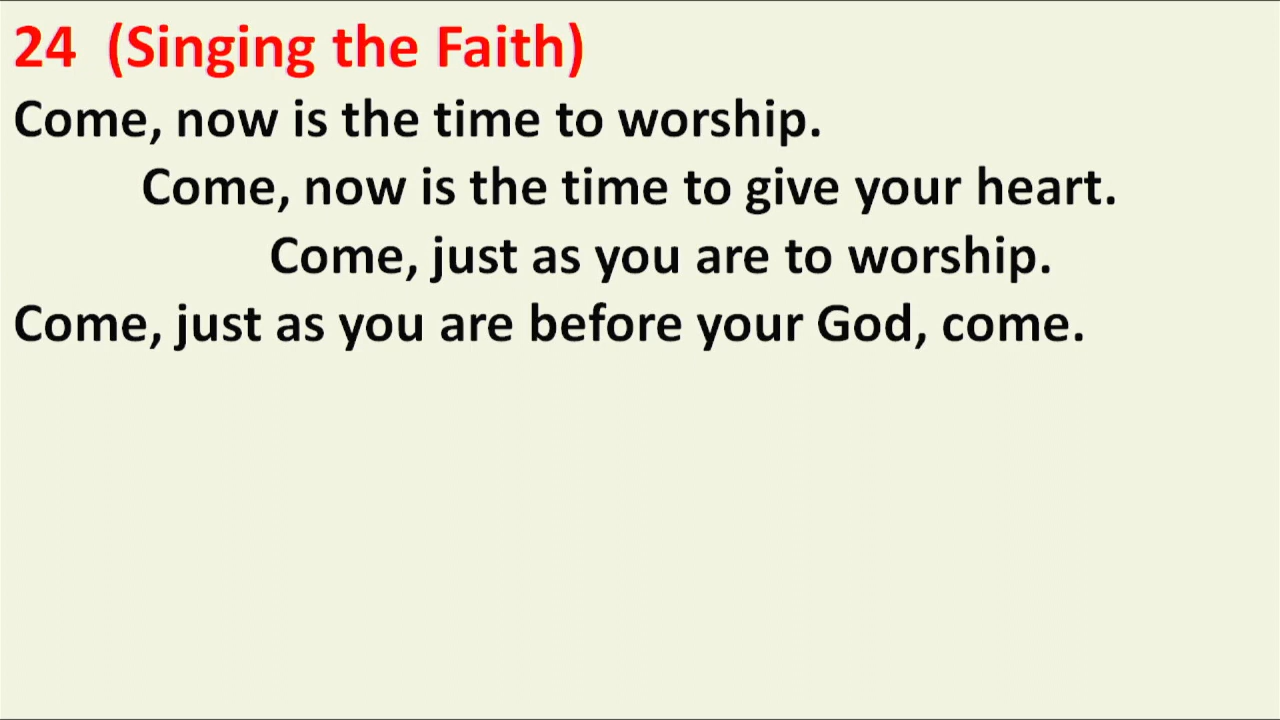 24 (Singing the Faith)
Come, now is the time to worship.
Come, now is the time to give your heart.
Come, just as you are to worship.
Come, just as you are before your God, come.